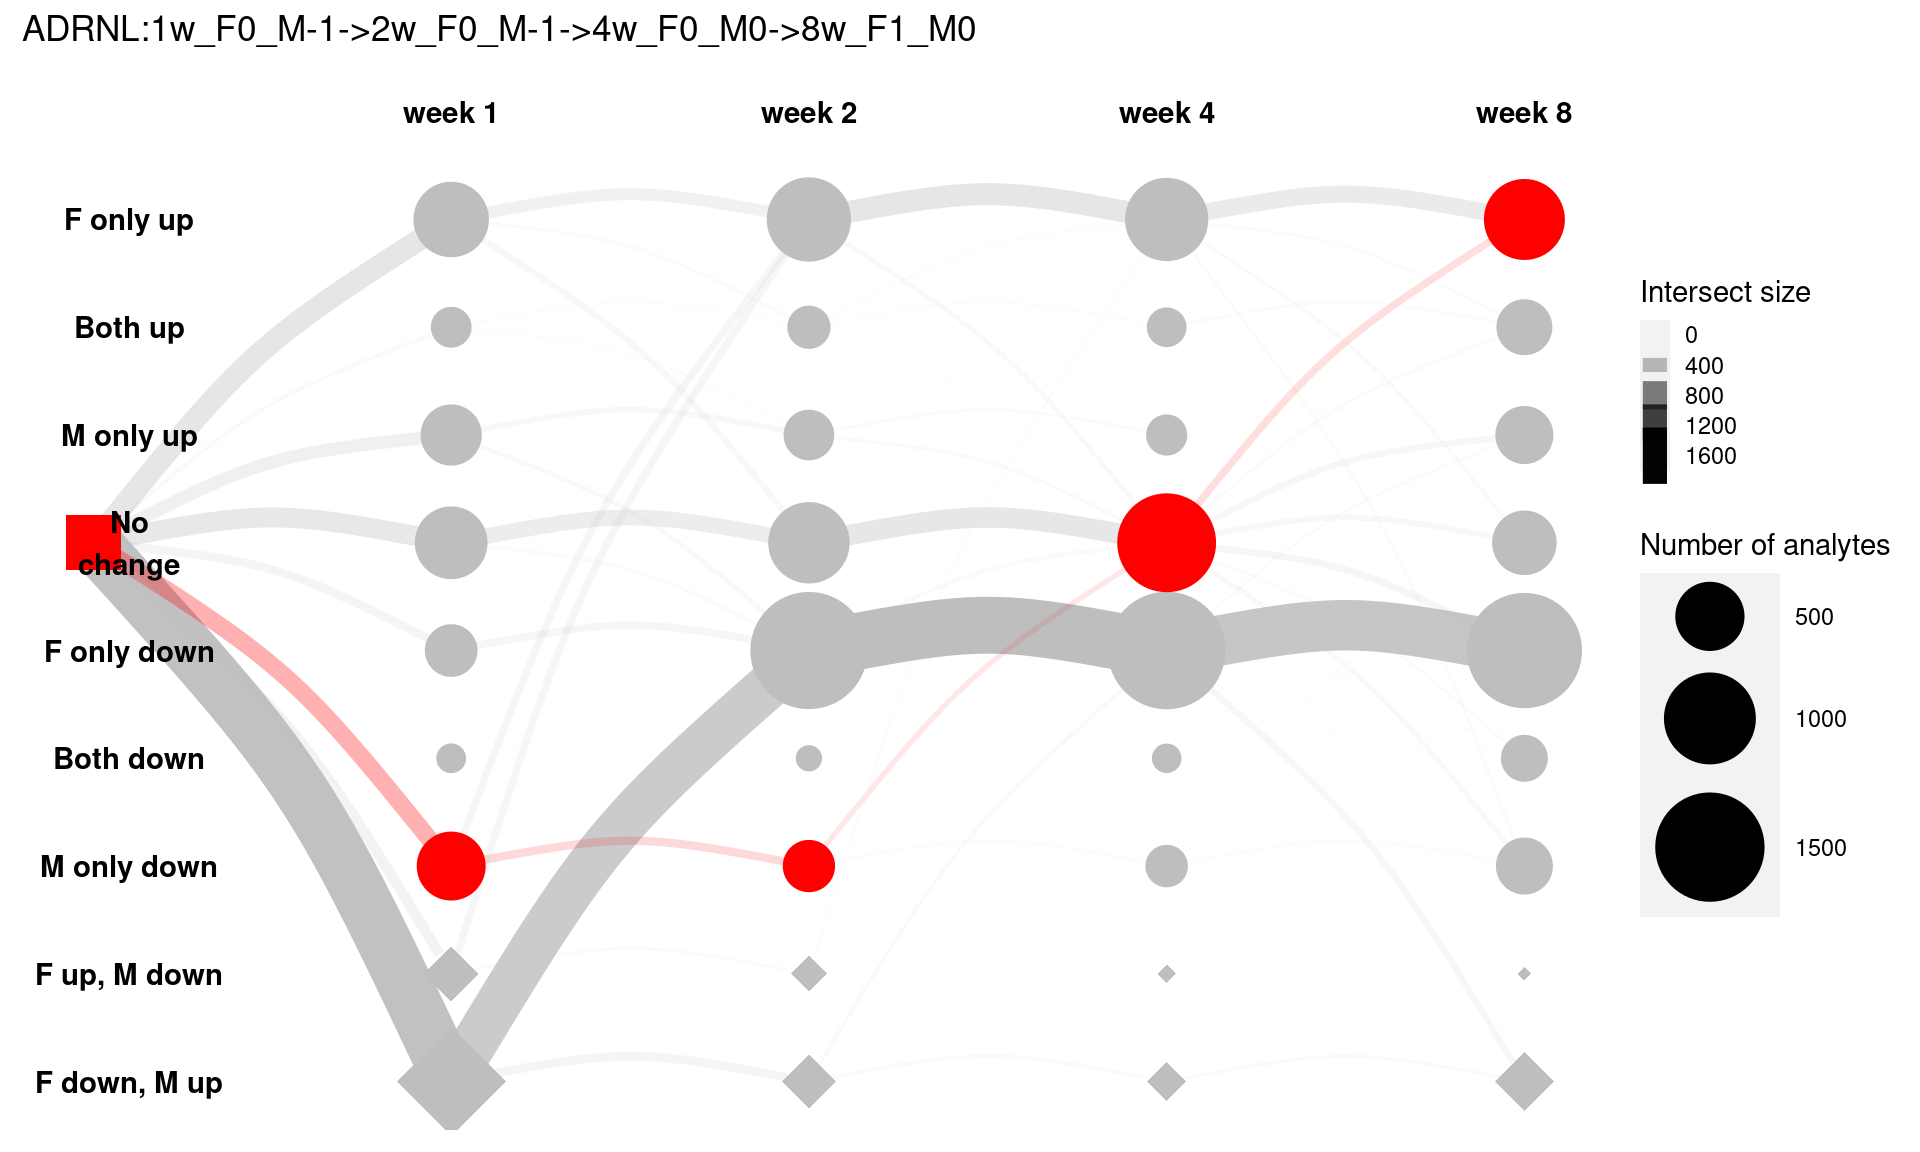 ADRNL:1w_F0_M-1->2w_F0_M-1->4w_F0_M0->8w_F1_M0
week 1
week 2
week 4
week 8
F only up
Both up
M only up
No
change
F only down
Both down
M only down
F up, M down
F down, M up
Intersect size
0
400
800
1200
1600
Number of analytes
500
1000
1500